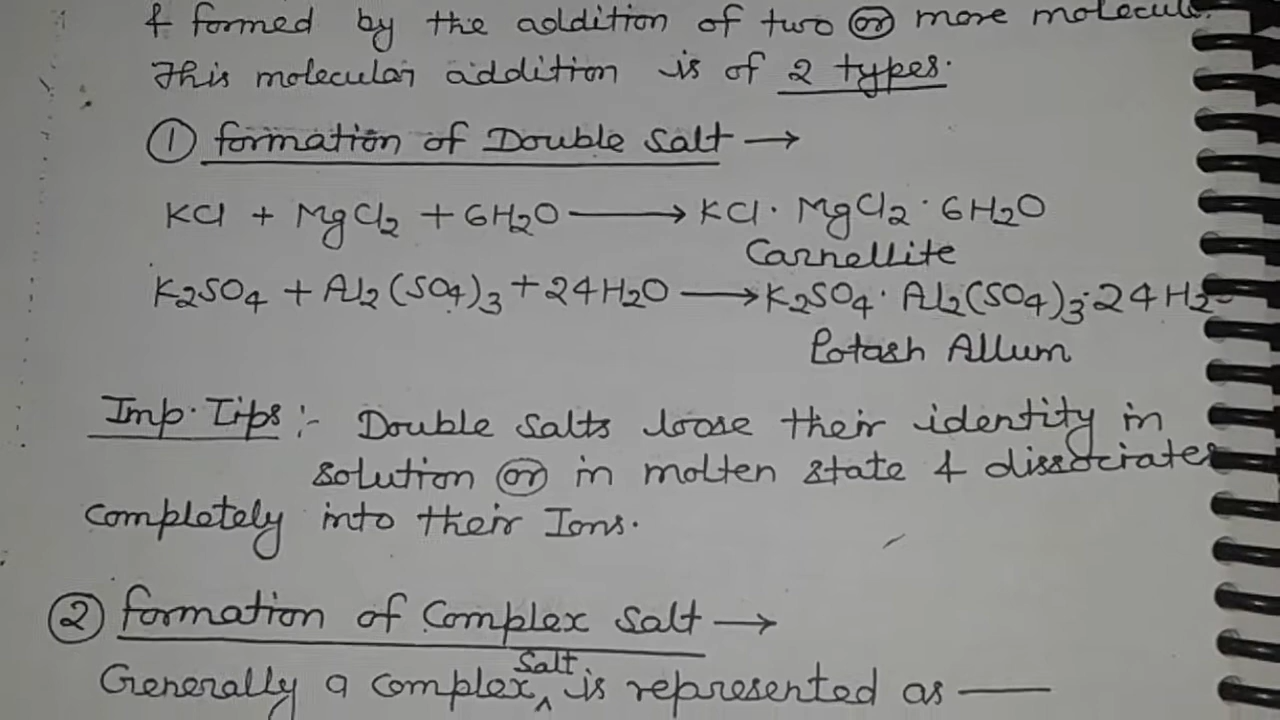 & formed by the addition of two or more molecul
This molecular addition is of 2 types.
① formation of Double Salt →
KCl + MgCl₂ + 6H₂O → KCl · MgCl₂ · 6H₂O
Carnellite
K₂SO₄ + Al₂(SO₄)₃ + 24H₂O → K₂SO₄ · Al₂(SO₄)₃ · 24H₂
Potash Allum
Imp. Tips :- Double Salts loose their identity in
solution or in molten state & dissociates
completely into their Ions.
② formation of Complex Salt →
Generally a complex salt is represented as —